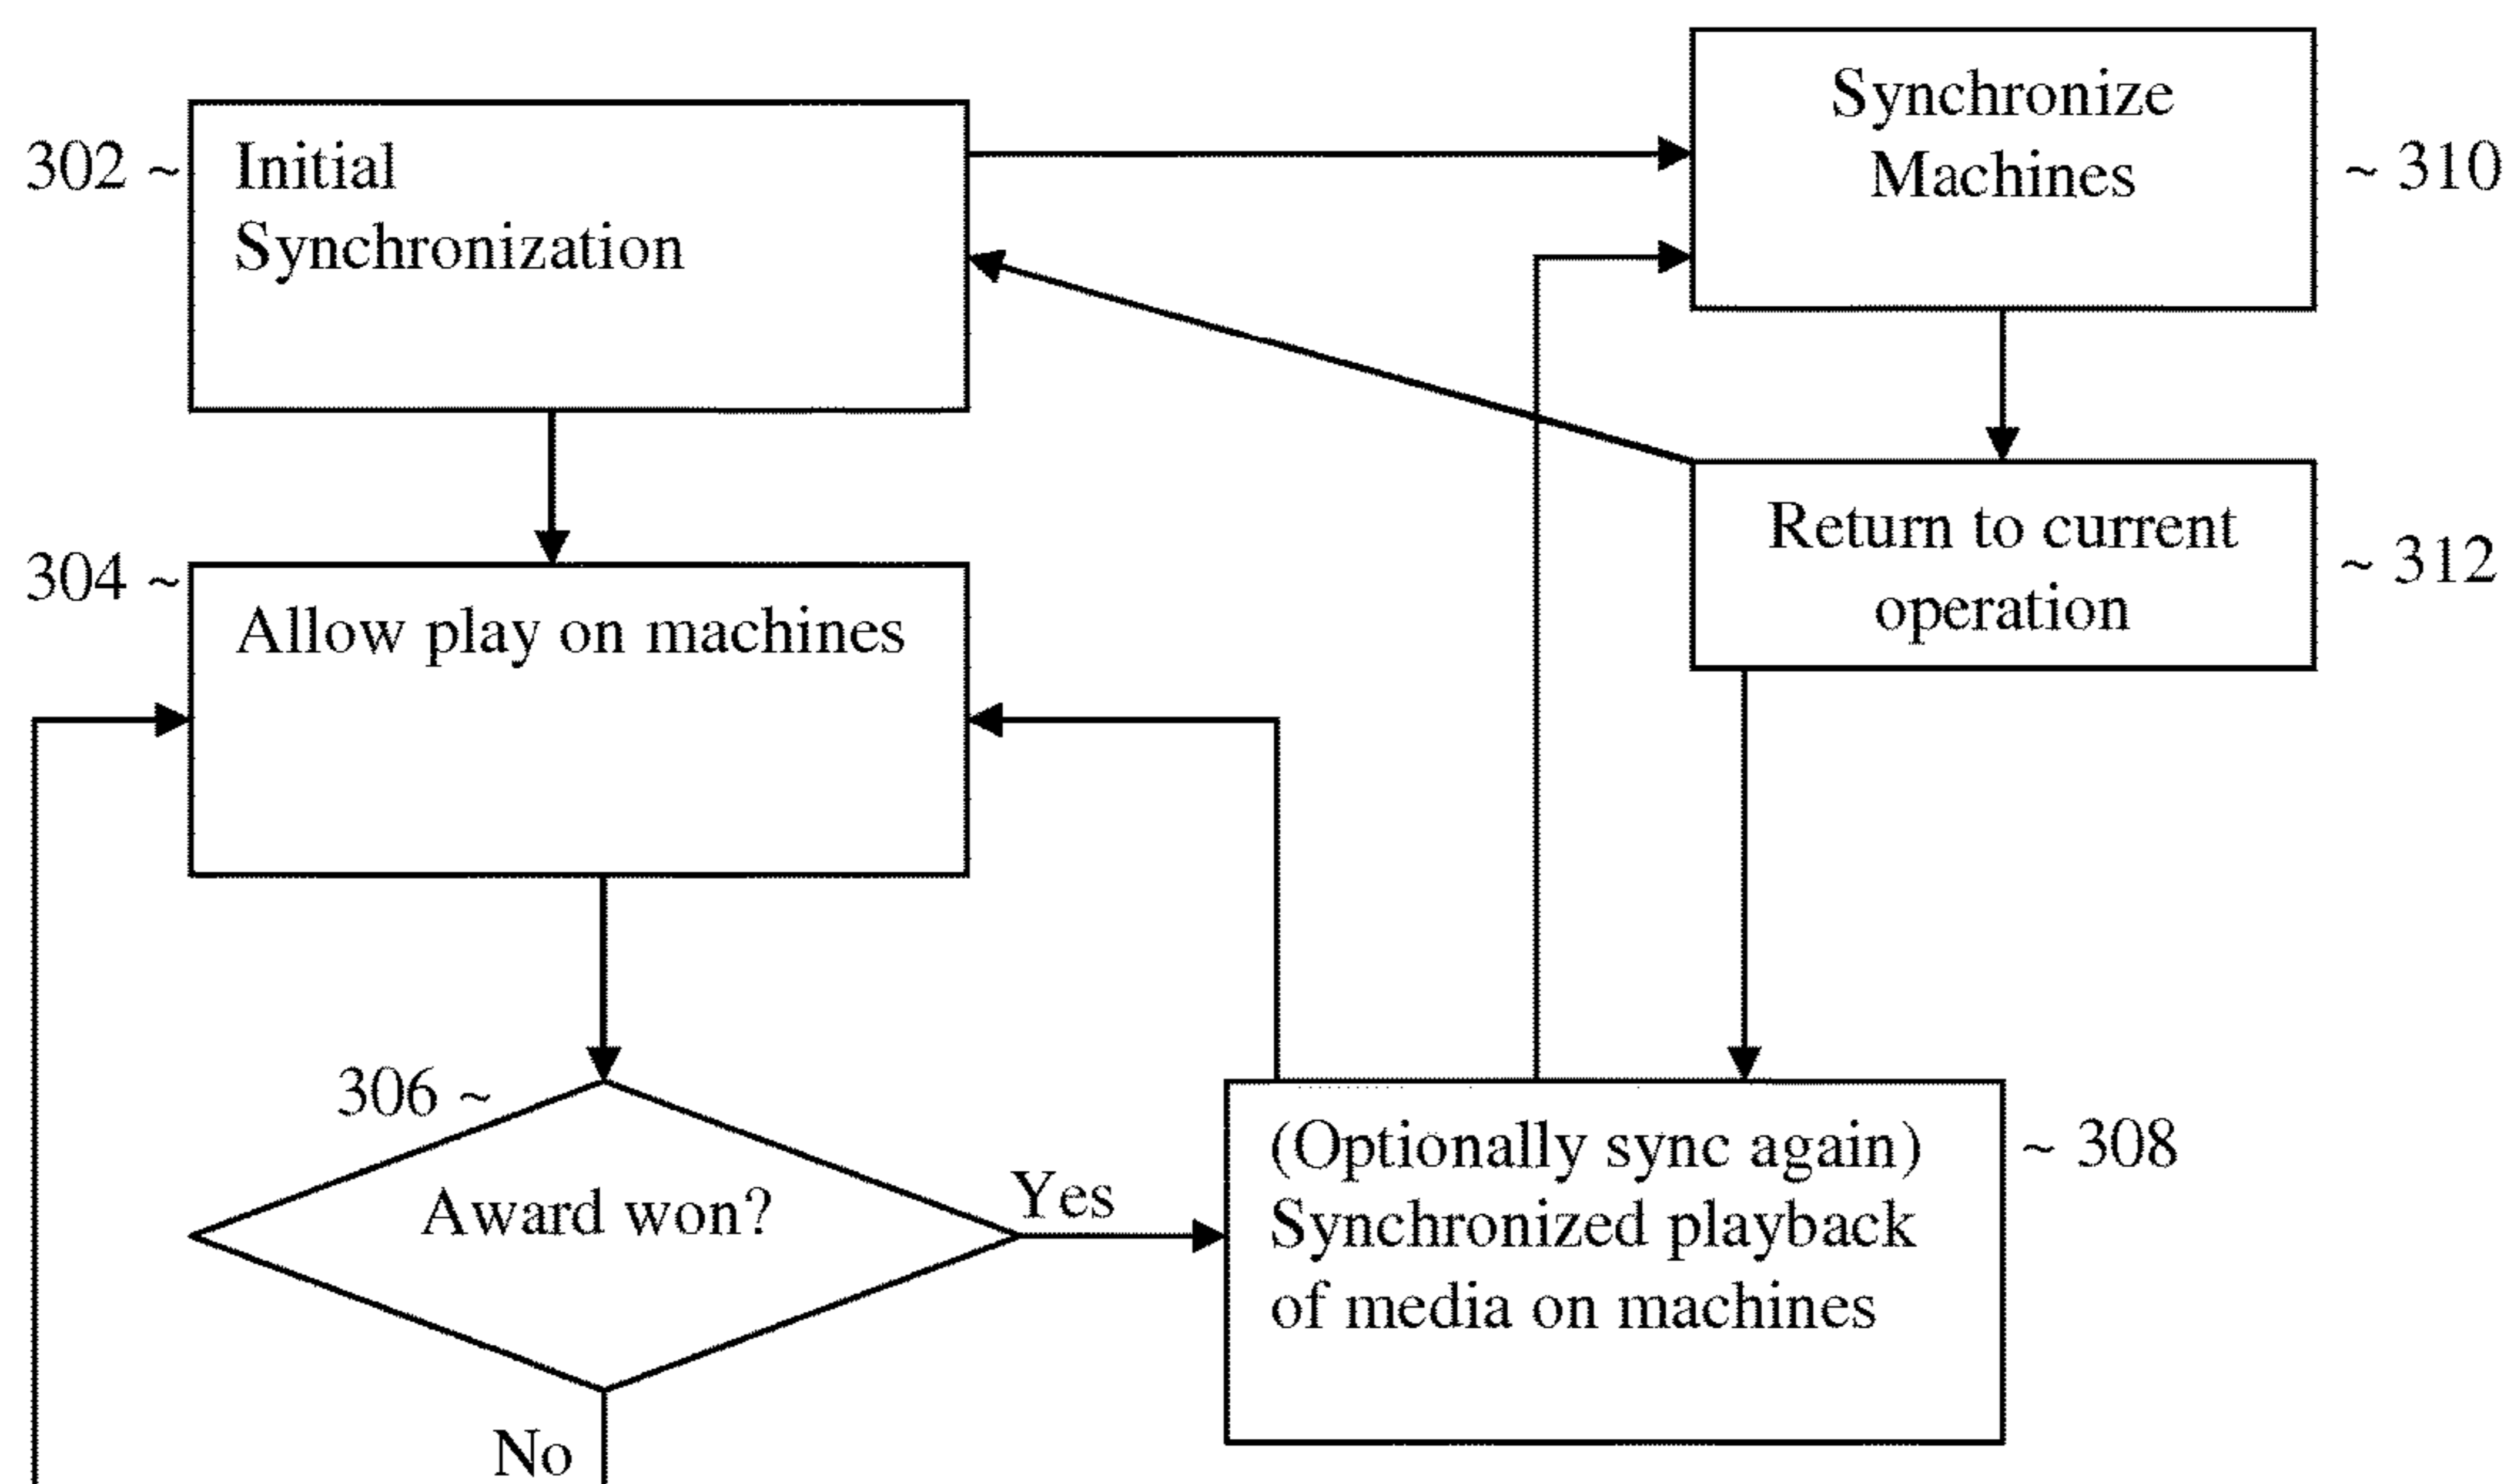 302 ~
Initial
Synchronization
Synchronize
Machines
~ 310
304 ~
Allow play on machines
Return to current
operation
~ 312
306 ~
Award won?
Yes
No
(Optionally sync again)
Synchronized playback
of media on machines
~ 308